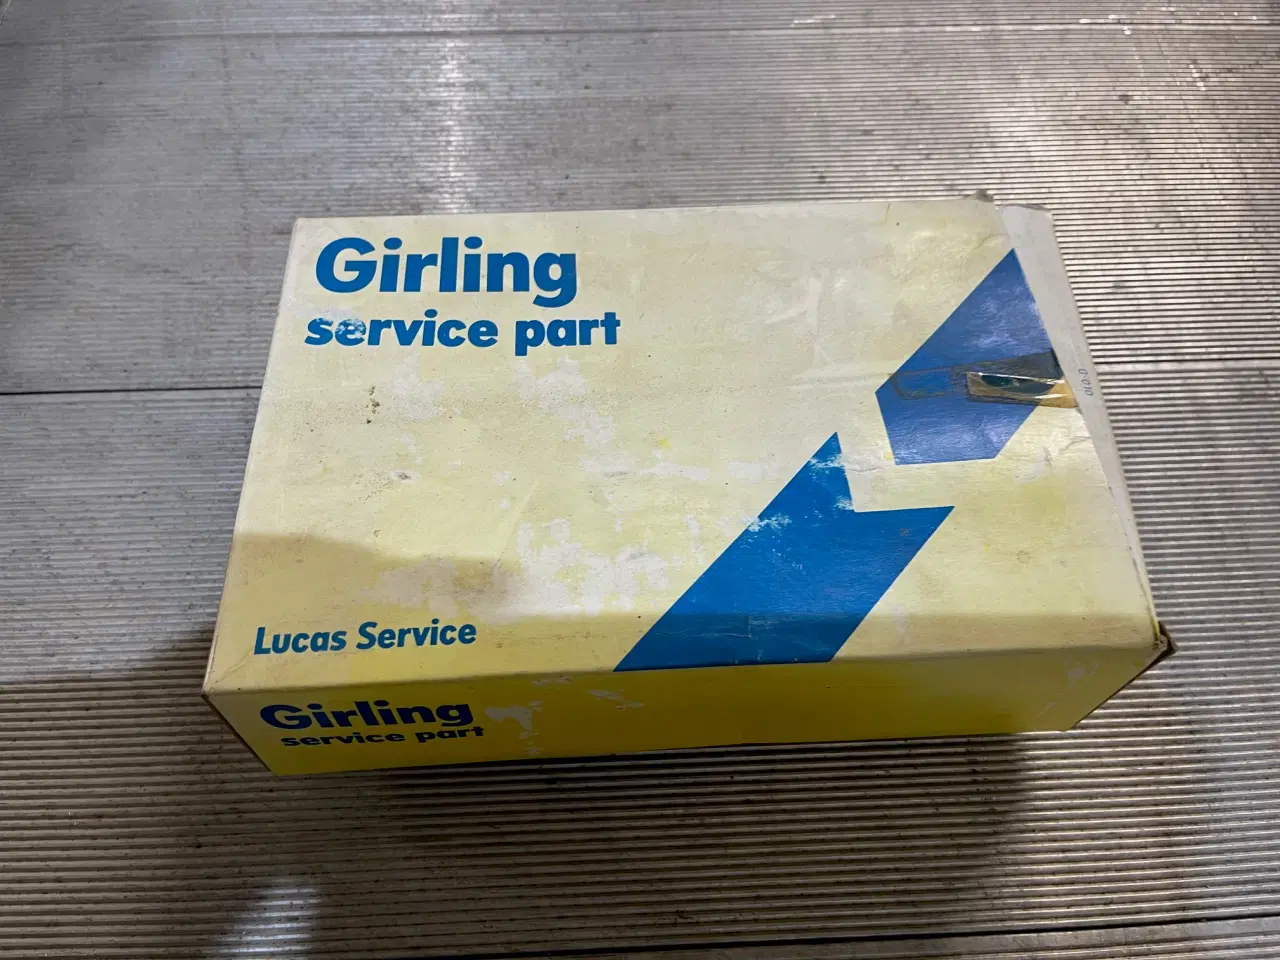 Girling
service part
Lucas Service
Girling
service part